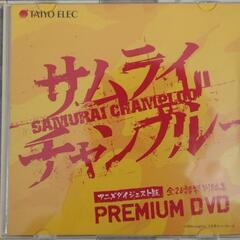 TAIYO ELEC
サムライ
SAMURAI CHAMPLOO
チャンプルー
アニメダイジェスト版
PREMIUM DVD